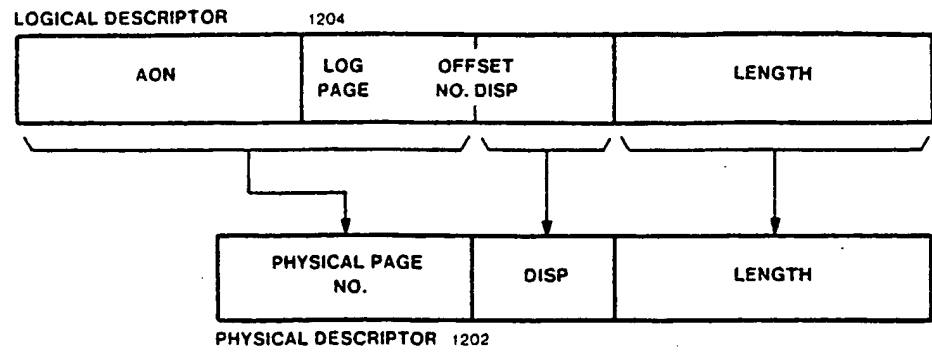 LOGICAL DESCRIPTOR 1204
AON
LOG
PAGE
OFFSET
NO. DISP
LENGTH
PHYSICAL PAGE
NO.
DISP
LENGTH
PHYSICAL DESCRIPTOR 1202